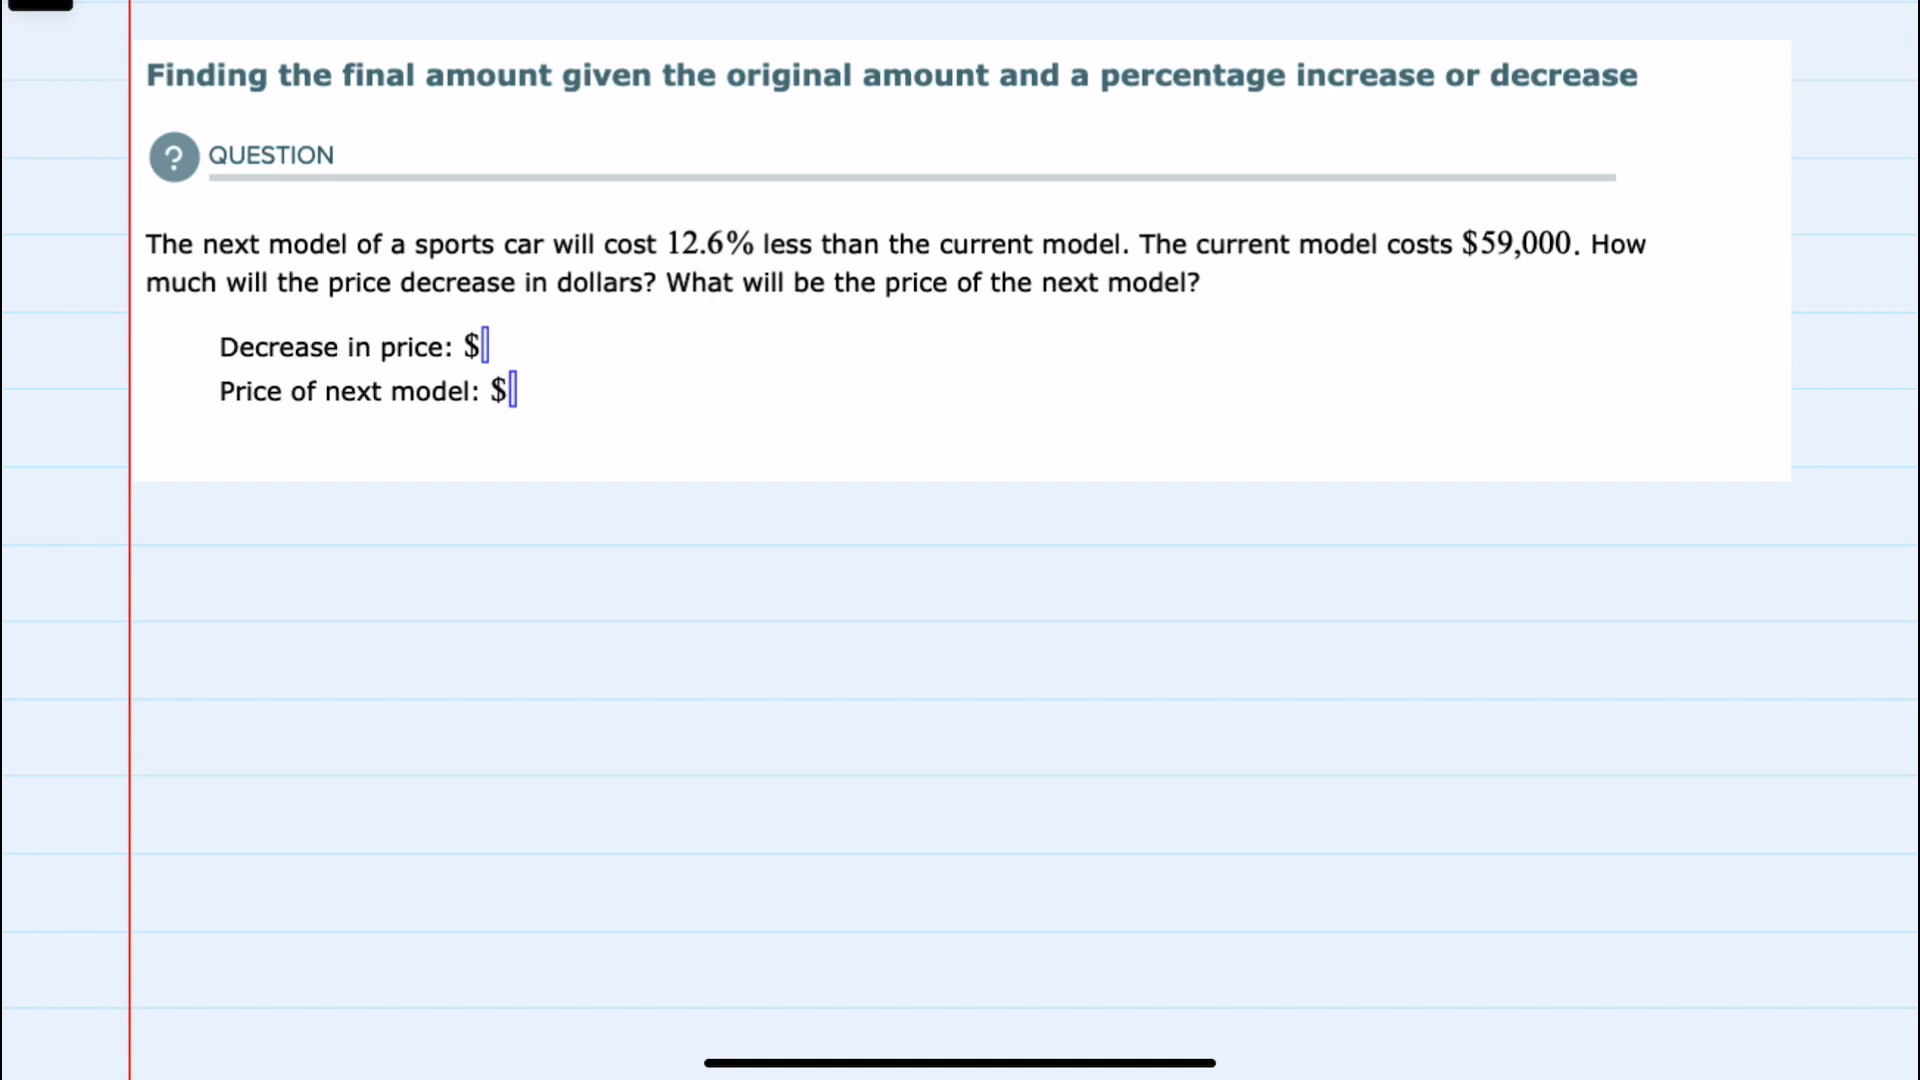 Finding the final amount given the original amount and a percentage increase or decrease
? QUESTION
The next model of a sports car will cost 12.6% less than the current model. The current model costs $59,000. How
much will the price decrease in dollars? What will be the price of the next model?
Decrease in price: $
Price of next model: $